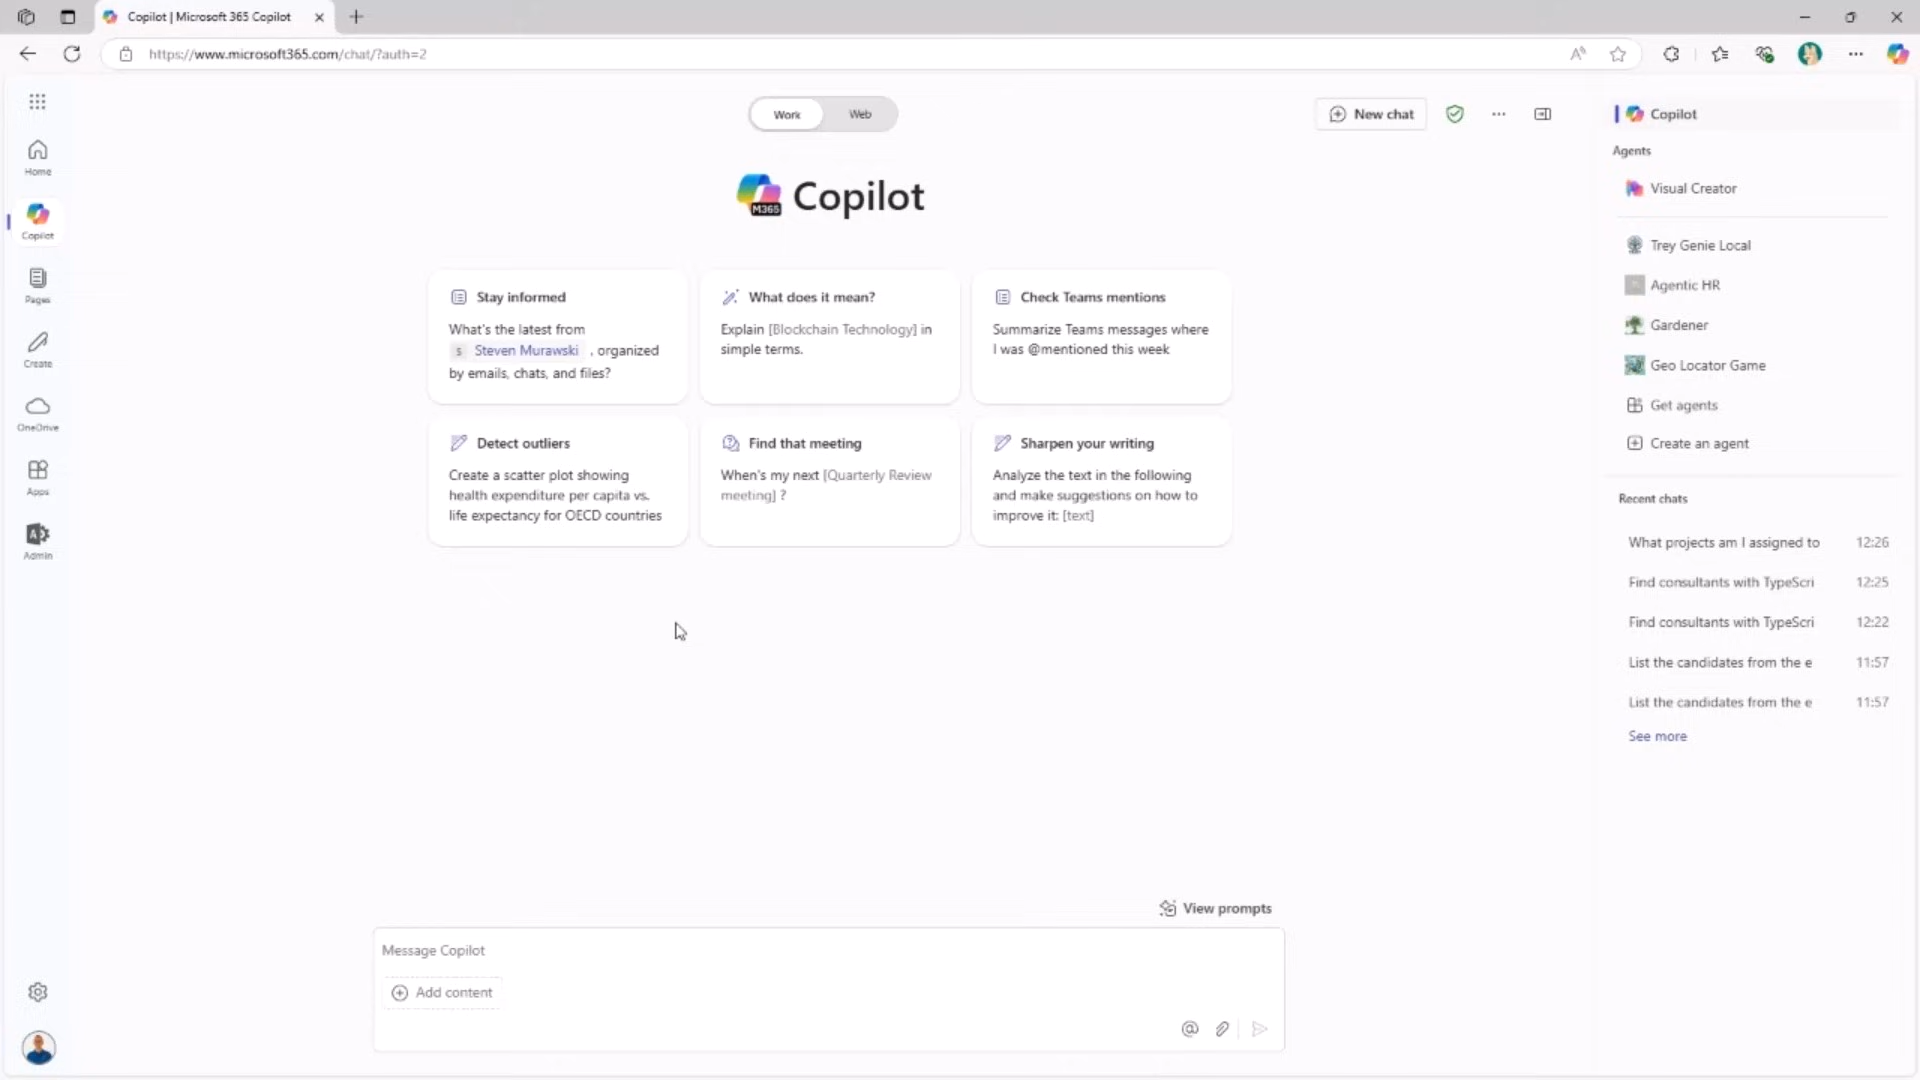 Copilot | Microsoft 365 Copilot
https://www.microsoft365.com/chat/?auth=2
Home
Copilot
Pages
Create
OneDrive
Apps
Admin
Work
Web
New chat
M365
Copilot
Stay informed
What's the latest from
S Steven Murawski , organized
by emails, chats, and files?
What does it mean?
Explain [Blockchain Technology] in
simple terms.
Check Teams mentions
Summarize Teams messages where
I was @mentioned this week
Detect outliers
Create a scatter plot showing
health expenditure per capita vs.
life expectancy for OECD countries
Find that meeting
When's my next [Quarterly Review
meeting] ?
Sharpen your writing
Analyze the text in the following
and make suggestions on how to
improve it: [text]
View prompts
Message Copilot
Add content
Copilot
Agents
Visual Creator
Trey Genie Local
Agentic HR
Gardener
Geo Locator Game
Get agents
Create an agent
Recent chats
What projects am I assigned to 12:26
Find consultants with TypeScri 12:25
Find consultants with TypeScri 12:22
List the candidates from the e 11:57
List the candidates from the e 11:57
See more